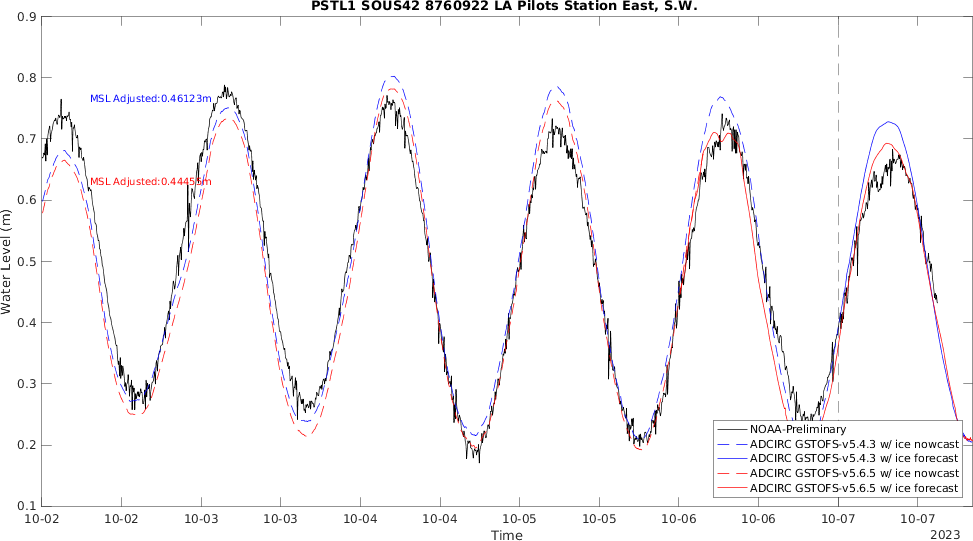 PSTL1 SOUS42 8760922 LA Pilots Station East, S.W.
0.9
0.8
0.7
0.6
0.5
0.4
0.3
0.2
0.1
Water Level (m)
MSL Adjusted:0.46123m
MSL Adjusted:0.44455m
NOAA-Preliminary
ADCIRC GSTOFS-v5.4.3 w/ ice nowcast
ADCIRC GSTOFS-v5.4.3 w/ ice forecast
ADCIRC GSTOFS-v5.6.5 w/ ice nowcast
ADCIRC GSTOFS-v5.6.5 w/ ice forecast
10-02 10-02 10-03 10-03 10-04 10-04 10-05 10-05 10-06 10-06 10-07 10-07
Time
2023